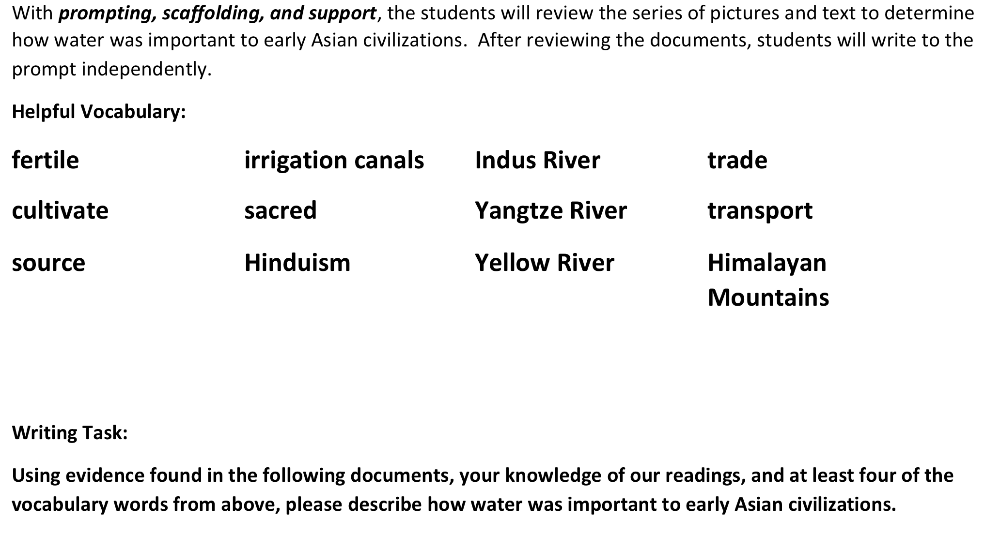 With prompting, scaffolding, and support, the students will review the series of pictures and text to determine
how water was important to early Asian civilizations.  After reviewing the documents, students will write to the
prompt independently.
Helpful Vocabulary:
fertile irrigation canals Indus River trade
cultivate sacred Yangtze River transport
source Hinduism Yellow River Himalayan
Mountains
Writing Task:
Using evidence found in the following documents, your knowledge of our readings, and at least four of the
vocabulary words from above, please describe how water was important to early Asian civilizations.